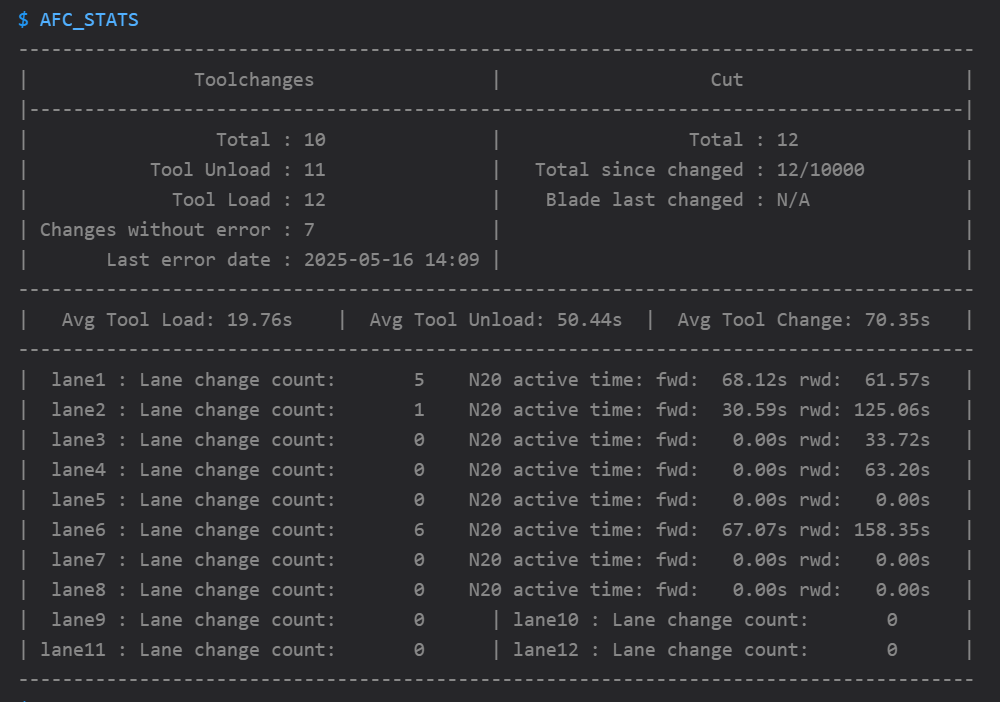 $ AFC_STATS
---------------------------------------------------------------------------------------
|               Toolchanges                |                   Cut                    |
|-------------------------------------------------------------------------------------|
|                 Total : 10               |                 Total : 12               |
|           Tool Unload : 11               |   Total since changed : 12/10000         |
|             Tool Load : 12               |    Blade last changed : N/A              |
| Changes without error : 7                |                                          |
|       Last error date : 2025-05-16 14:09 |                                          |
---------------------------------------------------------------------------------------
|   Avg Tool Load: 19.76s    |  Avg Tool Unload: 50.44s  |  Avg Tool Change: 70.35s   |
---------------------------------------------------------------------------------------
|  lane1 : Lane change count:       5    N20 active time: fwd:  68.12s rwd:  61.57s   |
|  lane2 : Lane change count:       1    N20 active time: fwd:  30.59s rwd: 125.06s   |
|  lane3 : Lane change count:       0    N20 active time: fwd:   0.00s rwd:  33.72s   |
|  lane4 : Lane change count:       0    N20 active time: fwd:   0.00s rwd:  63.20s   |
|  lane5 : Lane change count:       0    N20 active time: fwd:   0.00s rwd:   0.00s   |
|  lane6 : Lane change count:       6    N20 active time: fwd:  67.07s rwd: 158.35s   |
|  lane7 : Lane change count:       0    N20 active time: fwd:   0.00s rwd:   0.00s   |
|  lane8 : Lane change count:       0    N20 active time: fwd:   0.00s rwd:   0.00s   |
|  lane9 : Lane change count:       0      | lane10 : Lane change count:       0      |
| lane11 : Lane change count:       0      | lane12 : Lane change count:       0      |
---------------------------------------------------------------------------------------